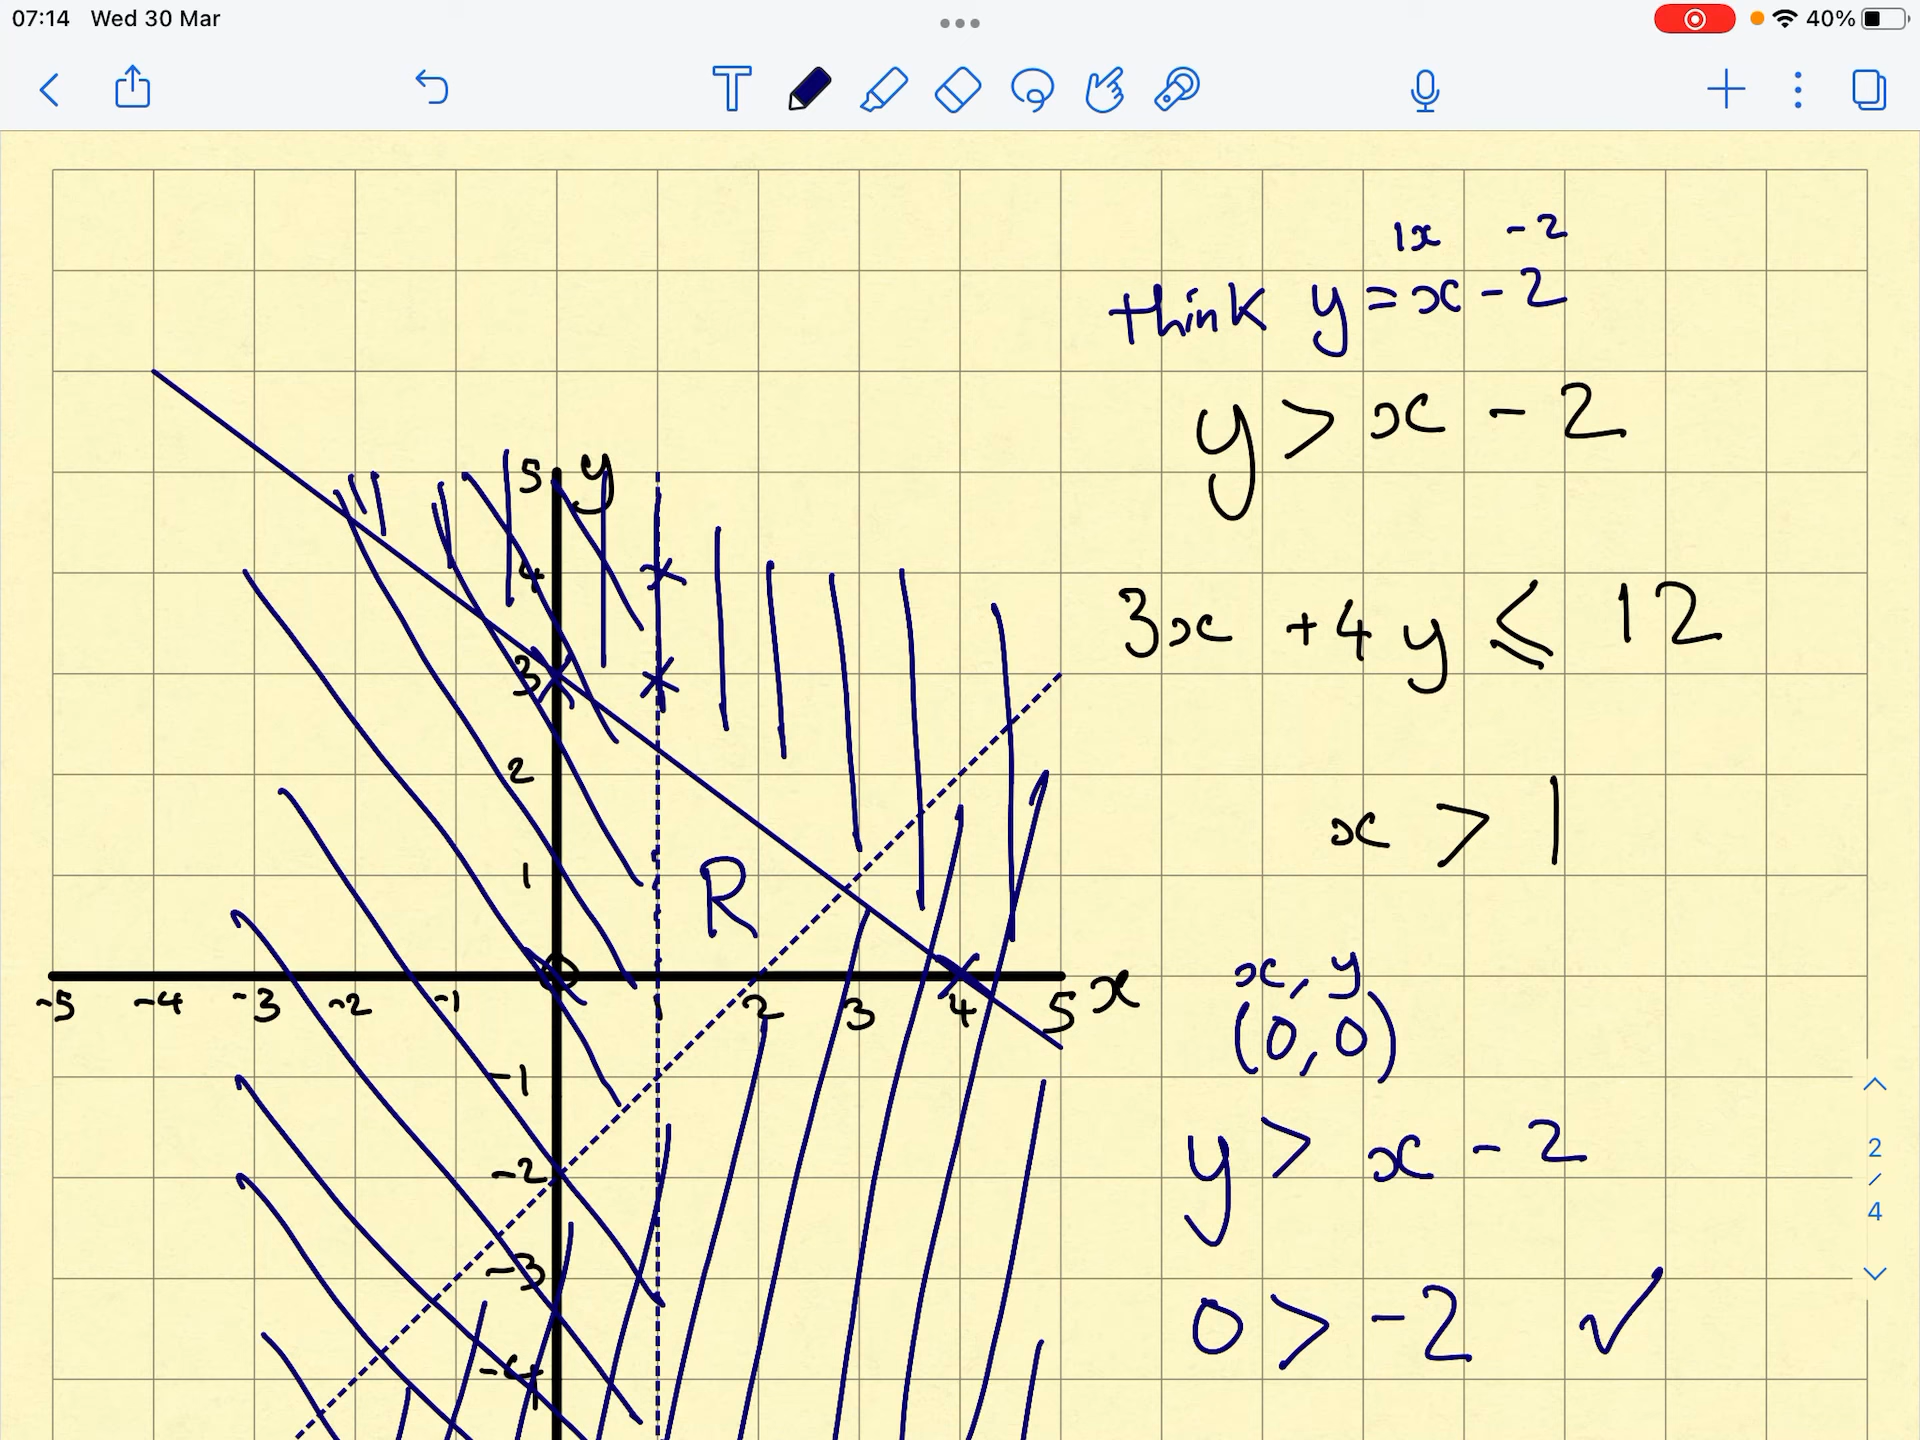 07:14 Wed 30 Mar
40%
T
1x -2
think y = x - 2
y > x - 2
5 y
4
3x + 4y ⩽ 12
3
2
x > 1
1
R
0
x, y
-5 -4 -3 -2 -1 1 2 3 4 5 x
(0, 0)
-1
y > x - 2
-2
-3
0 > -2 ✓
-4
2
/
4